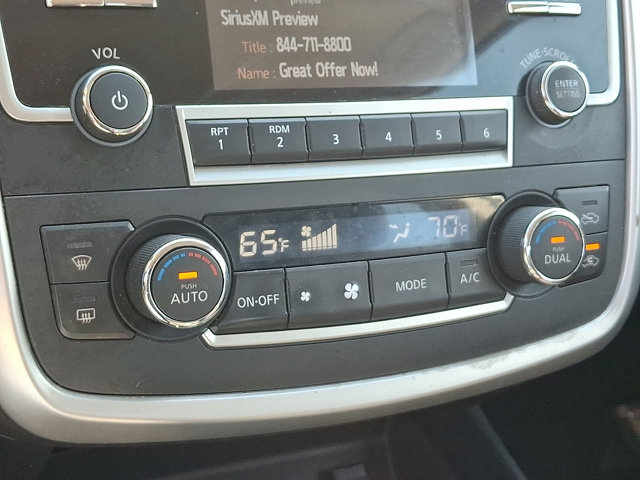 preview
SiriusXM Preview
Title : 844-711-8800
Name : Great Offer Now!
VOL
TUNE-SCROLL
ENTER
SETTING
RPT
1
RDM
2
3
4
5
6
65°F
70°F
PUSH
AUTO
ON·OFF
MODE
A/C
PUSH
DUAL